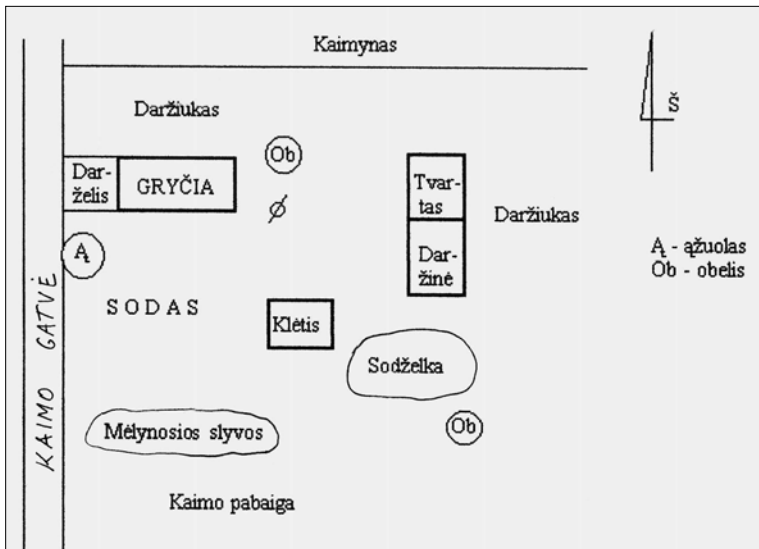 Kaimynas
Daržiukas
Š
Ob
Dar-
želis
GRYČIA
Tvar-
tas
Daržiukas
Ą
Dar-
žinė
Ą - ąžuolas
Ob - obelis
SODAS
Klėtis
Sodželka
KAIMO GATVĖ
Mėlynosios slyvos
Ob
Kaimo pabaiga